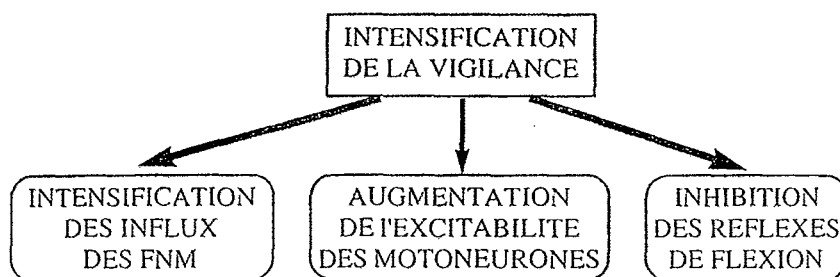 INTENSIFICATION
DE LA VIGILANCE
INTENSIFICATION
DES INFLUX
DES FNM
AUGMENTATION
DE l'EXCITABILITE
DES MOTONEURONES
INHIBITION
DES REFLEXES
DE FLEXION